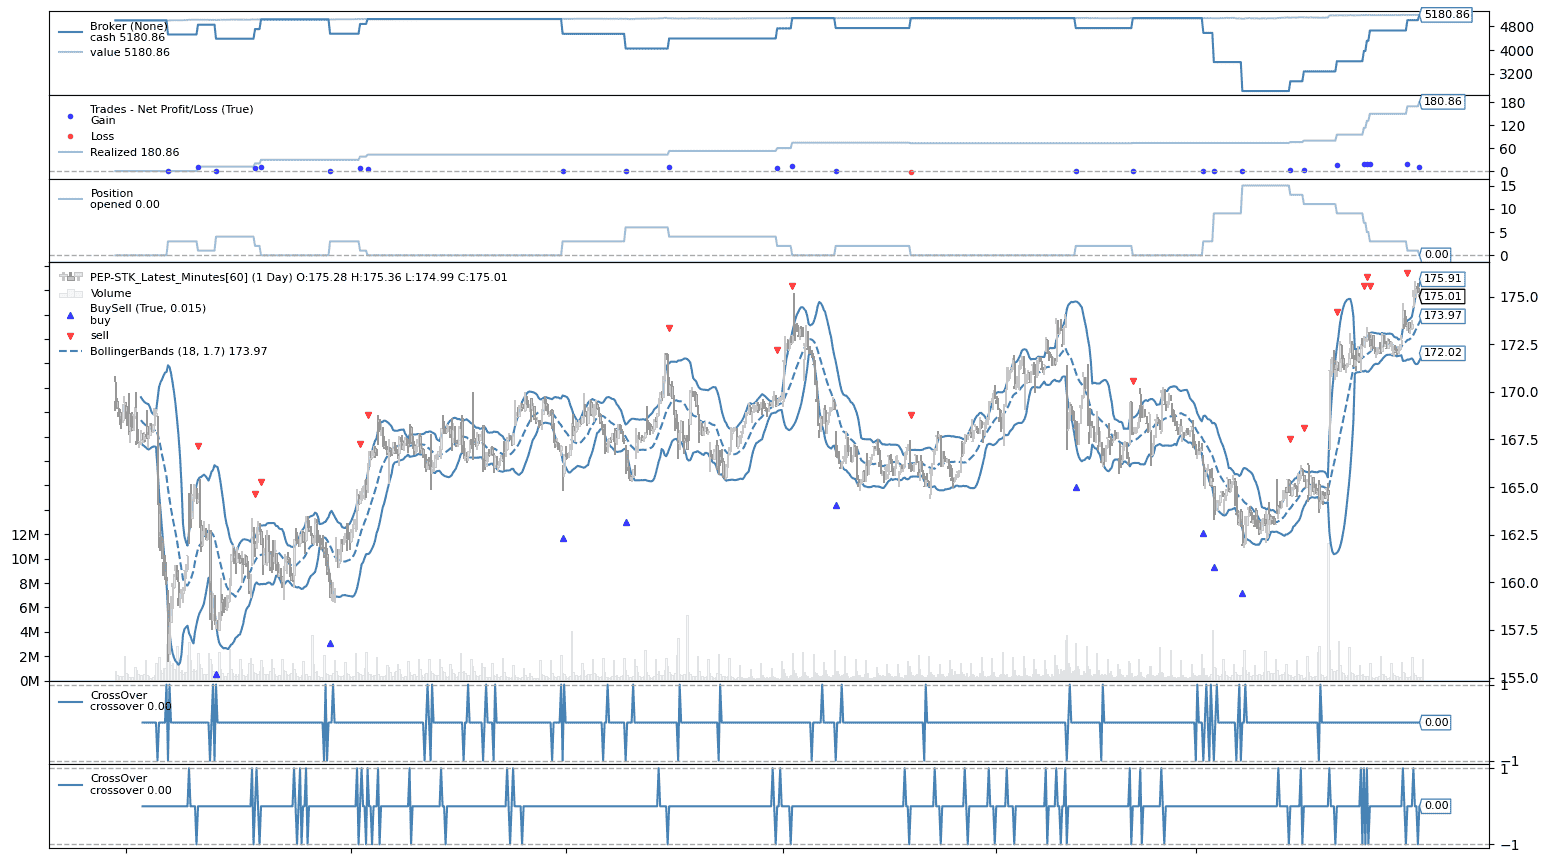 Broker (None)
cash 5180.86
value 5180.86
5180.86
4800
4000
3200
Trades - Net Profit/Loss (True)
Gain
Loss
Realized 180.86
180.86
180
120
60
0
Position
opened 0.00
0.00
15
10
5
0
PEP-STK_Latest_Minutes[60] (1 Day) O:175.28 H:175.36 L:174.99 C:175.01
Volume
BuySell (True, 0.015)
buy
sell
BollingerBands (18, 1.7) 173.97
175.91
175.01
173.97
172.02
175.0
172.5
170.0
167.5
165.0
162.5
160.0
157.5
155.0
12M
10M
8M
6M
4M
2M
0M
CrossOver
crossover 0.00
0.00
1
−1
CrossOver
crossover 0.00
0.00
1
−1